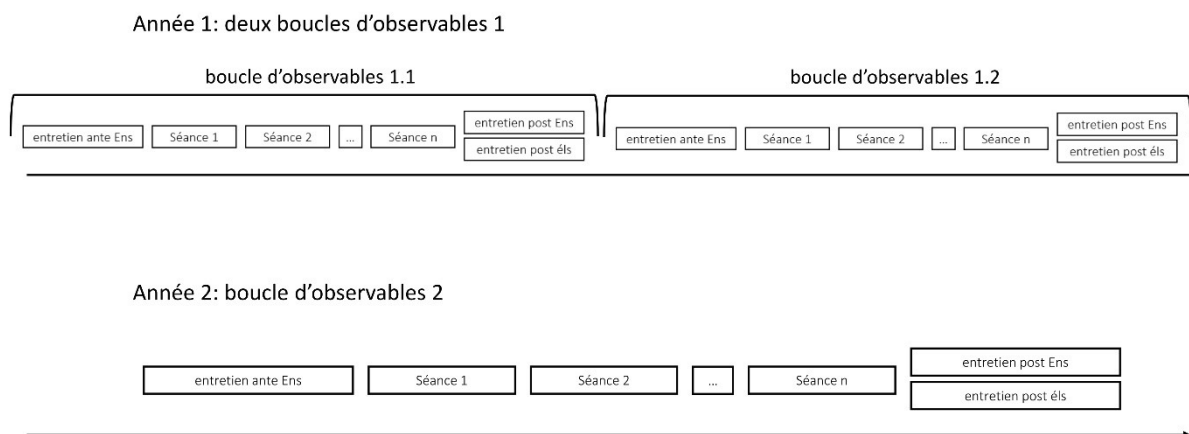 Année 1: deux boucles d’observables 1
boucle d’observables 1.1
boucle d’observables 1.2
entretien ante Ens
Séance 1
Séance 2
...
Séance n
entretien post Ens
entretien post éls
entretien ante Ens
Séance 1
Séance 2
...
Séance n
entretien post Ens
entretien post éls
Année 2: boucle d’observables 2
entretien ante Ens
Séance 1
Séance 2
...
Séance n
entretien post Ens
entretien post éls